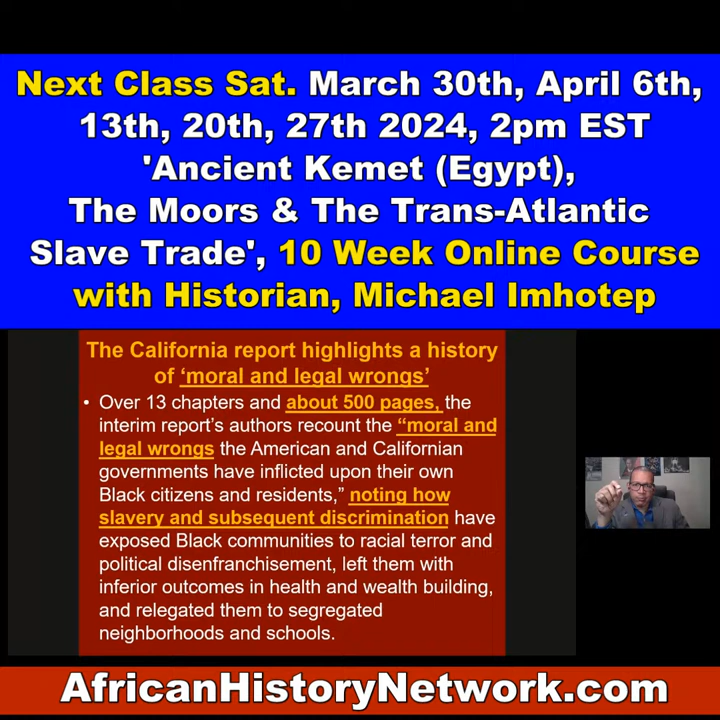 Next Class Sat. March 30th, April 6th,
13th, 20th, 27th 2024, 2pm EST
'Ancient Kemet (Egypt),
The Moors & The Trans-Atlantic
Slave Trade', 10 Week Online Course
with Historian, Michael Imhotep
The California report highlights a history
of ‘moral and legal wrongs’
• Over 13 chapters and about 500 pages, the
interim report’s authors recount the “moral and
legal wrongs the American and Californian
governments have inflicted upon their own
Black citizens and residents,” noting how
slavery and subsequent discrimination have
exposed Black communities to racial terror and
political disenfranchisement, left them with
inferior outcomes in health and wealth building,
and relegated them to segregated
neighborhoods and schools.
AfricanHistoryNetwork.com